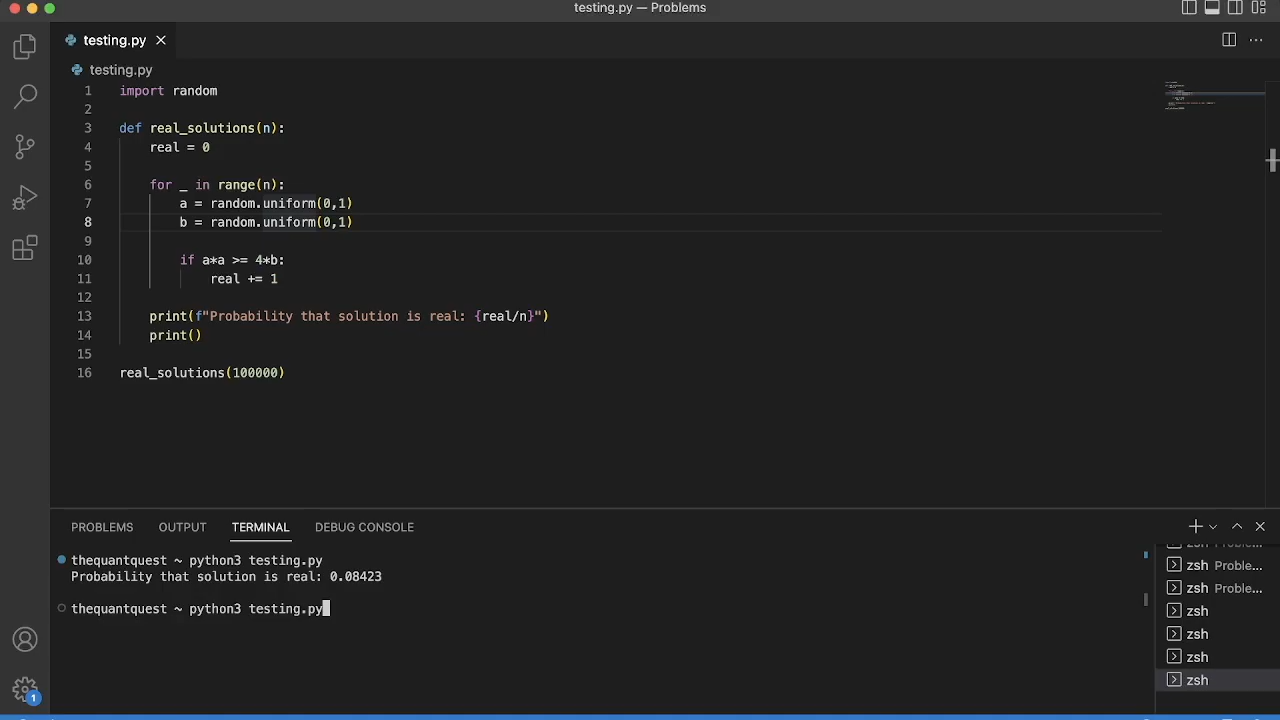 testing.py — Problems
testing.py
testing.py
1 import random
2
3 def real_solutions(n):
4     real = 0
5
6     for _ in range(n):
7         a = random.uniform(0,1)
8         b = random.uniform(0,1)
9
10         if a*a >= 4*b:
11             real += 1
12
13     print(f"Probability that solution is real: {real/n}")
14     print()
15
16 real_solutions(100000)
PROBLEMS OUTPUT TERMINAL DEBUG CONSOLE
thequantquest ~ python3 testing.py
Probability that solution is real: 0.08423
thequantquest ~ python3 testing.py
zsh Proble...
zsh Proble...
zsh
zsh
zsh
zsh
1